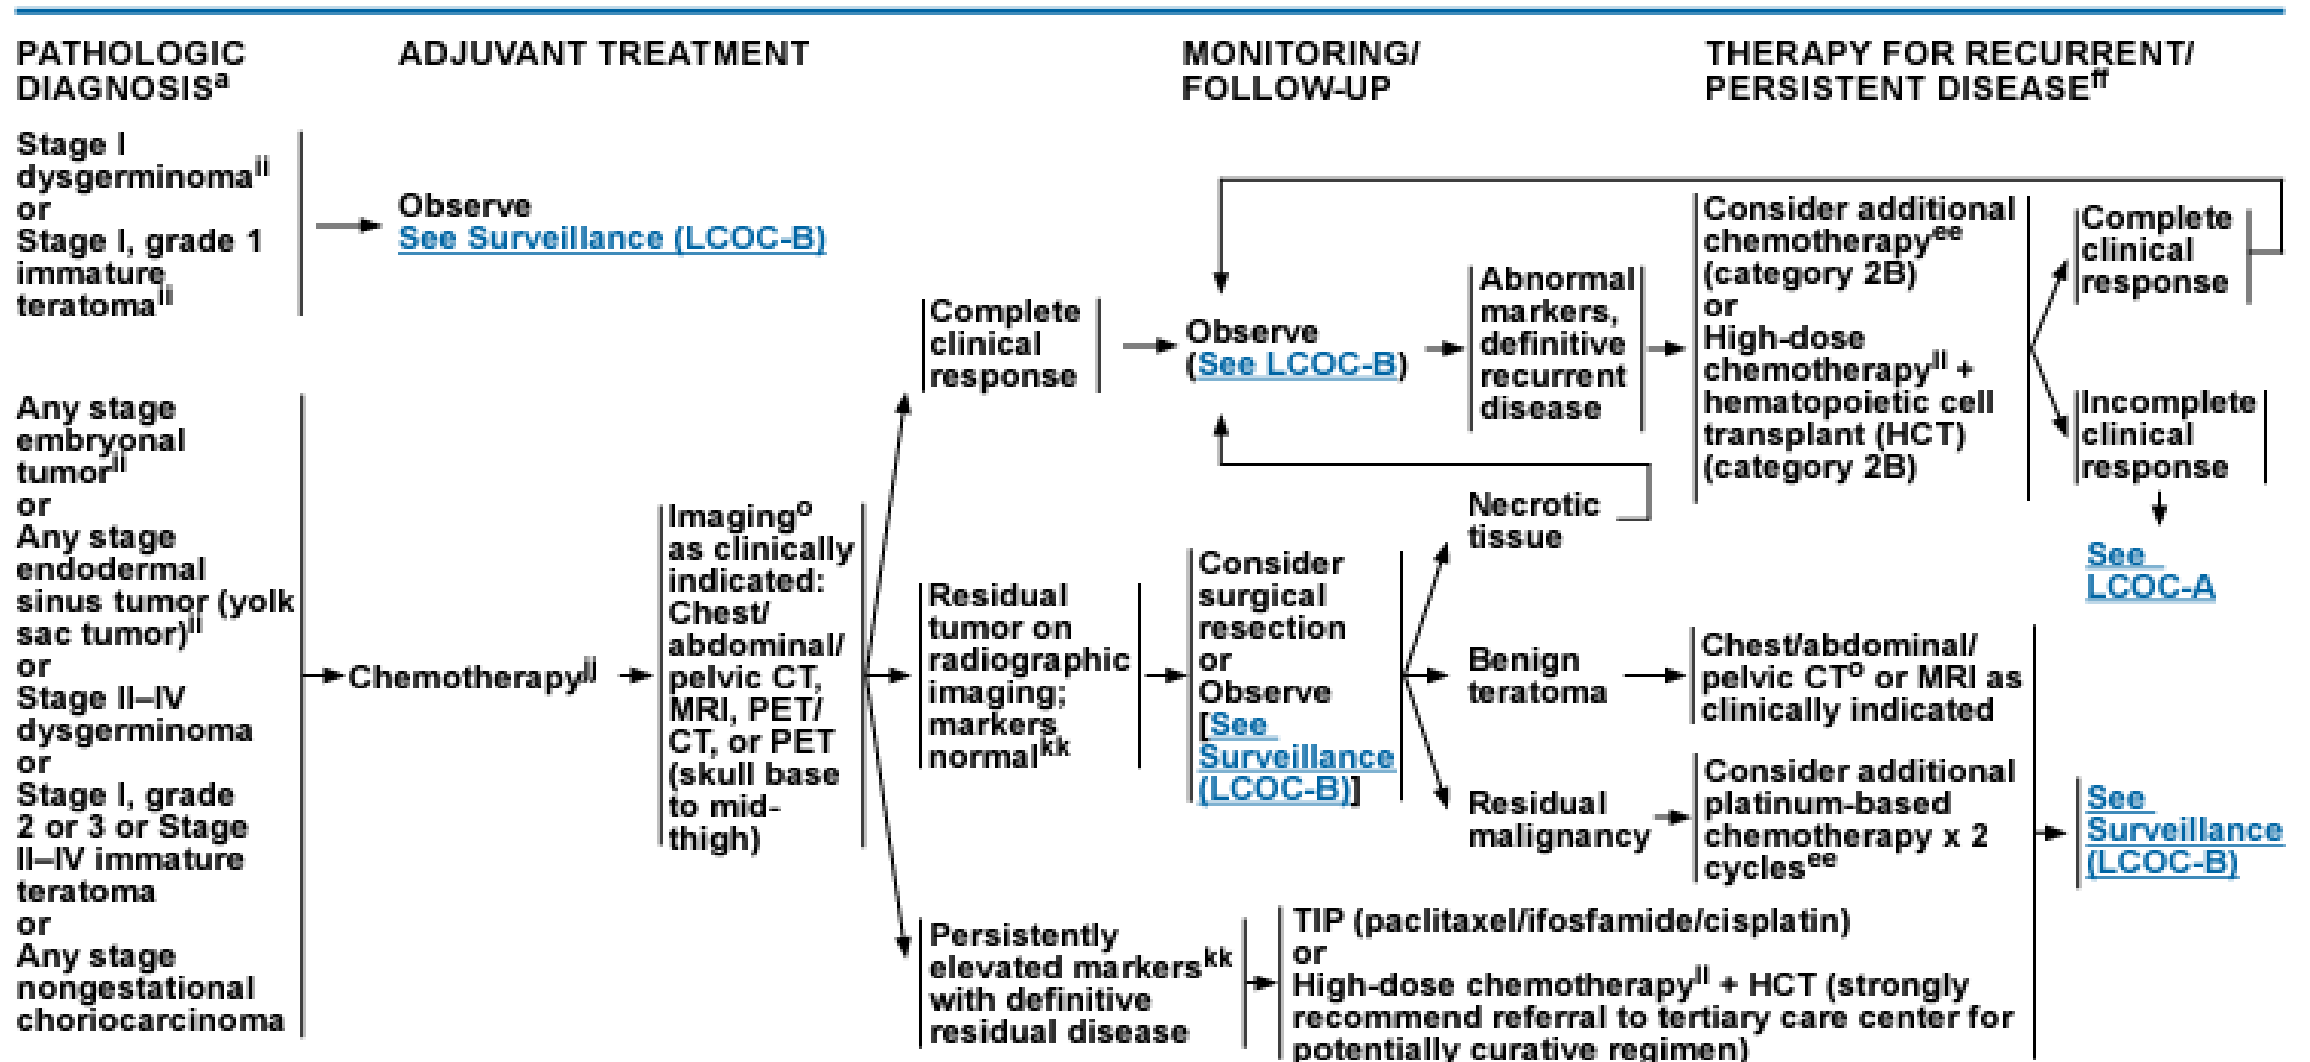 PATHOLOGIC
DIAGNOSISᵃ
ADJUVANT TREATMENT
MONITORING/
FOLLOW-UP
THERAPY FOR RECURRENT/
PERSISTENT DISEASEᶠᶠ
Stage I
dysgerminomaⁱⁱ
or
Stage I, grade 1
immature
teratomaⁱⁱ
Observe
See Surveillance (LCOC-B)
Any stage
embryonal
tumorⁱⁱ
or
Any stage
endodermal
sinus tumor (yolk
sac tumor)ⁱⁱ
or
Stage II–IV
dysgerminoma
or
Stage I, grade
2 or 3 or Stage
II–IV immature
teratoma
or
Any stage
nongestational
choriocarcinoma
Chemotherapyʲʲ
Imagingᵒ
as clinically
indicated:
Chest/
abdominal/
pelvic CT,
MRI, PET/
CT, or PET
(skull base
to mid-
thigh)
Complete
clinical
response
Observe
(See LCOC-B)
Abnormal
markers,
definitive
recurrent
disease
Consider additional
chemotherapyᵉᵉ
(category 2B)
or
High-dose
chemotherapyˡˡ +
hematopoietic cell
transplant (HCT)
(category 2B)
Complete
clinical
response
Incomplete
clinical
response
See
LCOC-A
Residual
tumor on
radiographic
imaging;
markers
normalᵏᵏ
Consider
surgical
resection
or
Observe
[See
Surveillance
(LCOC-B)]
Necrotic
tissue
Benign
teratoma
Chest/abdominal/
pelvic CTᵒ or MRI as
clinically indicated
Residual
malignancy
Consider additional
platinum-based
chemotherapy x 2
cyclesᵉᵉ
See
Surveillance
(LCOC-B)
Persistently
elevated markersᵏᵏ
with definitive
residual disease
TIP (paclitaxel/ifosfamide/cisplatin)
or
High-dose chemotherapyˡˡ + HCT (strongly
recommend referral to tertiary care center for
potentially curative regimen)